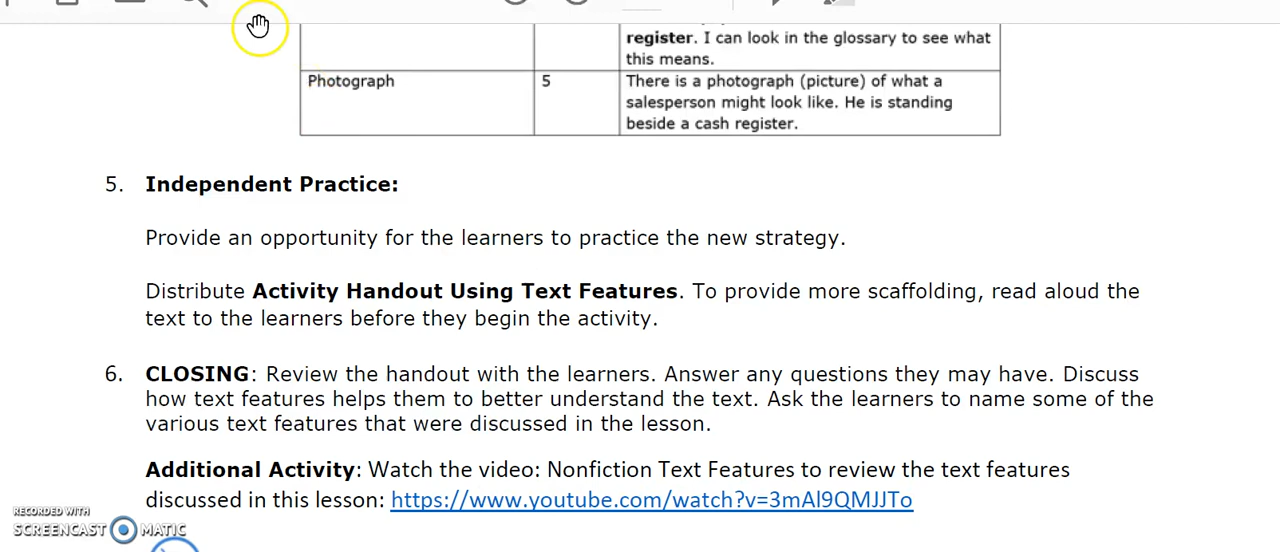 register. I can look in the glossary to see what
this means.
Photograph 5 There is a photograph (picture) of what a
salesperson might look like. He is standing
beside a cash register.
5. Independent Practice:
Provide an opportunity for the learners to practice the new strategy.
Distribute Activity Handout Using Text Features. To provide more scaffolding, read aloud the
text to the learners before they begin the activity.
6. CLOSING: Review the handout with the learners. Answer any questions they may have. Discuss
how text features helps them to better understand the text. Ask the learners to name some of the
various text features that were discussed in the lesson.
Additional Activity: Watch the video: Nonfiction Text Features to review the text features
discussed in this lesson: https://www.youtube.com/watch?v=3mAl9QMJJTo
RECORDED WITH
SCREENCAST MATIC